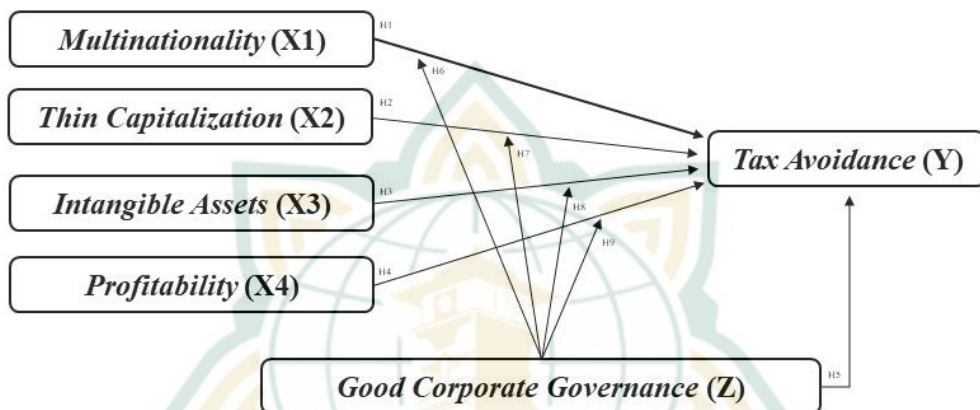 H1
Multinationality (X1)
H6
H2
Thin Capitalization (X2)
H7
Tax Avoidance (Y)
H3
Intangible Assets (X3)
H8
H9
H4
Profitability (X4)
H5
Good Corporate Governance (Z)